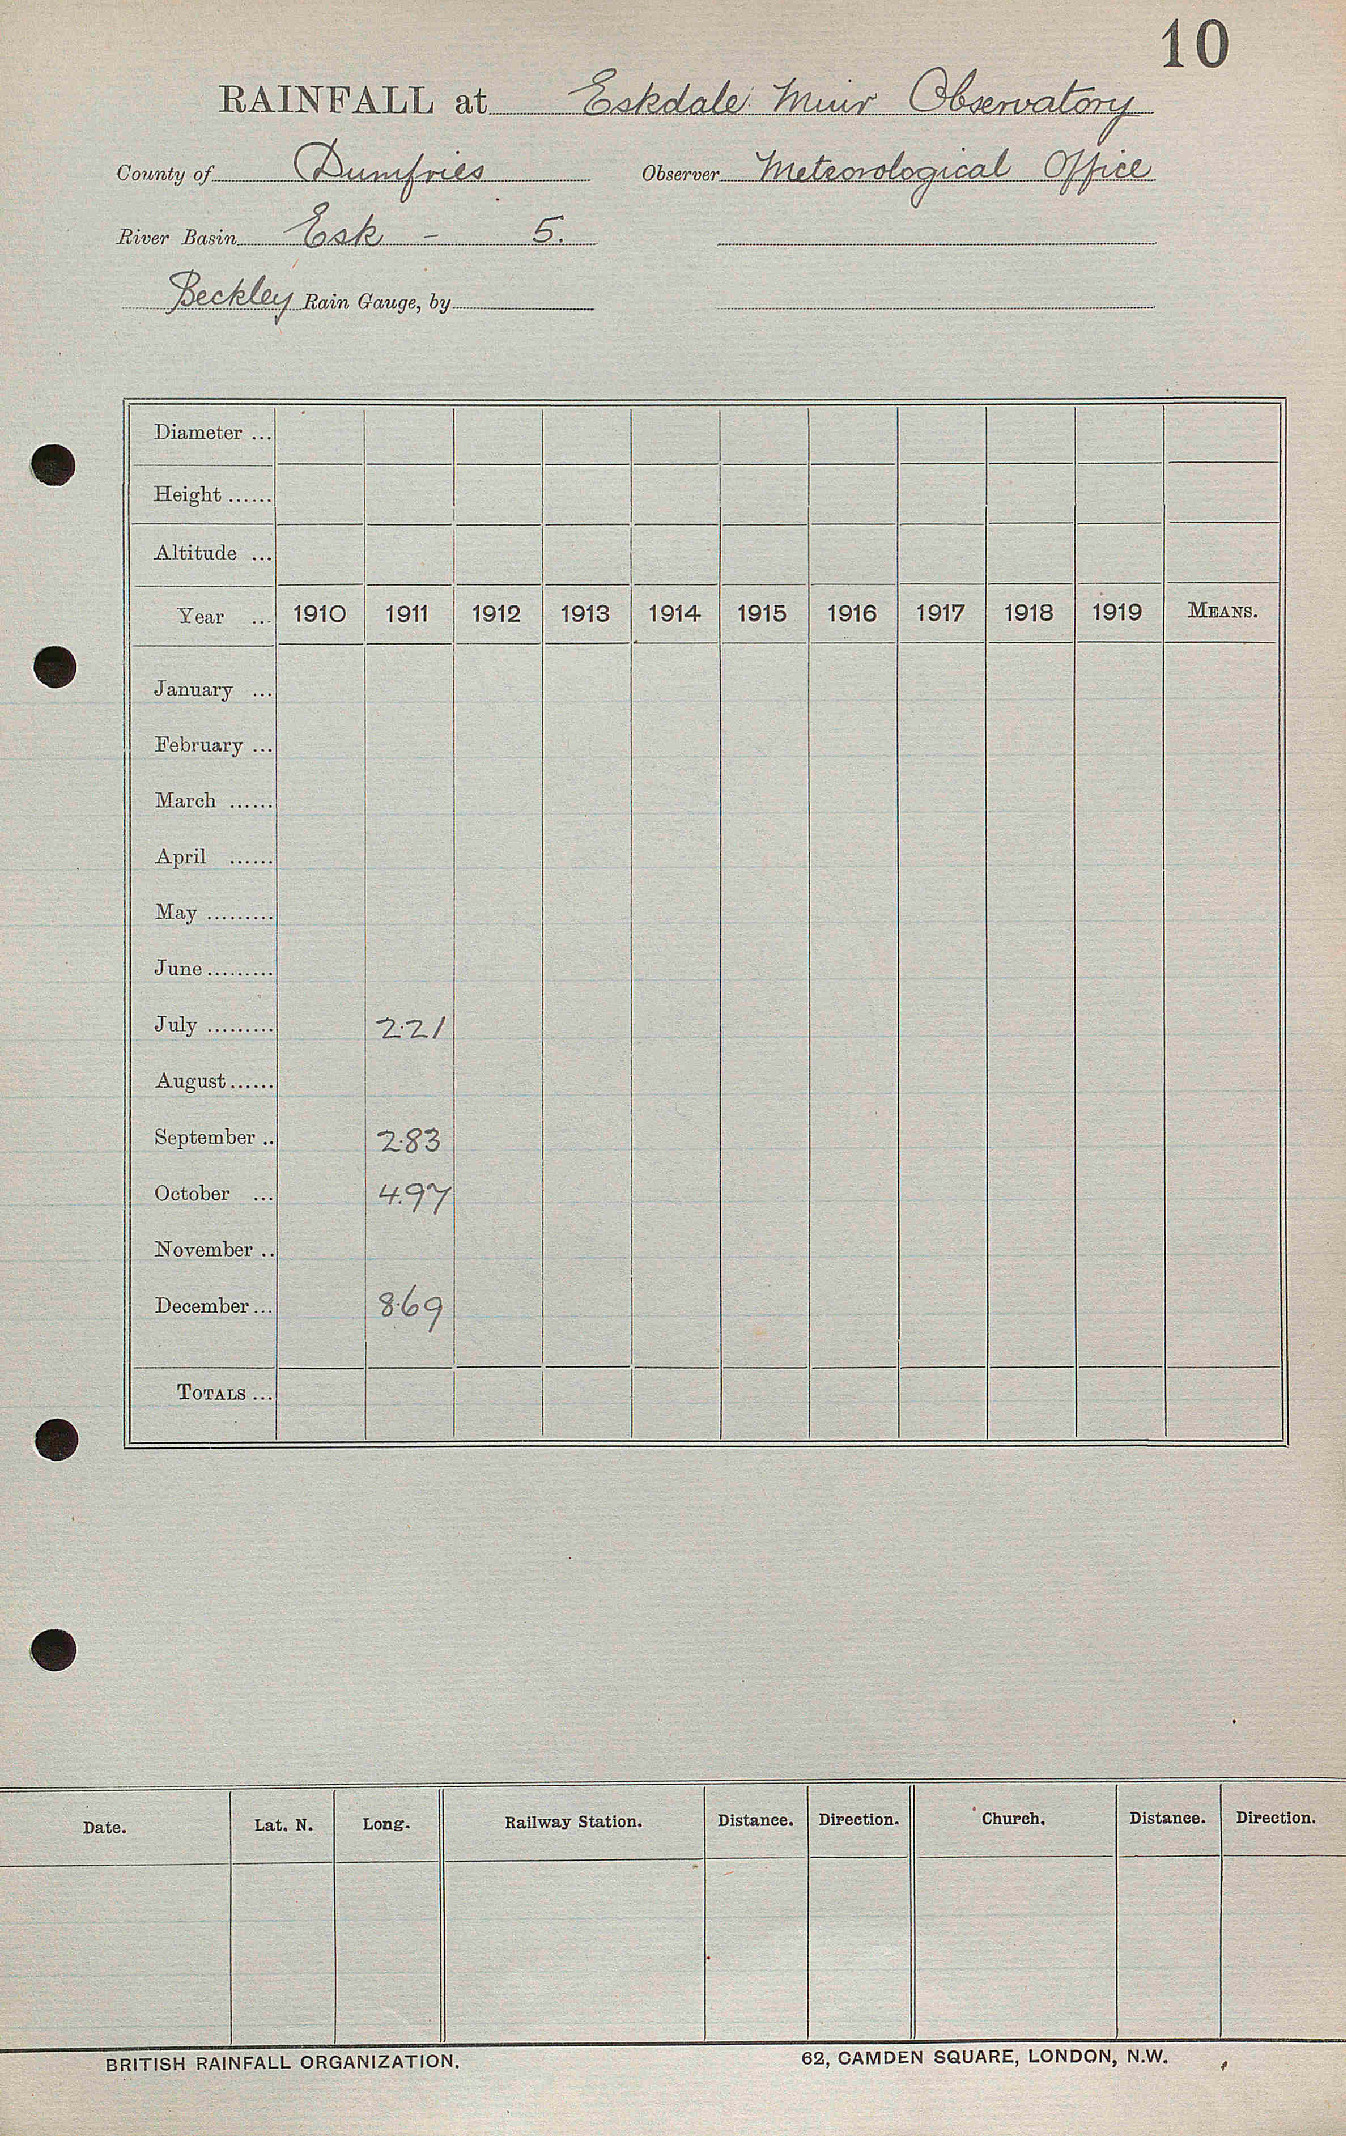 10
RAINFALL at Eskdale Muir Observatory
County of Dumfries Observer Meteorological Office
River Basin Esk - 5.
Beckley Rain Gauge, by
Diameter ...
Height ......
Altitude ...
Year ... 1910 1911 1912 1913 1914 1915 1916 1917 1918 1919 MEANS.
January ...
February ...
March ......
April ......
May .........
June .........
July ......... 2.21
August ......
September .. 2.83
October ... 4.97
November ..
December ... 8.69
TOTALS ...
Date. Lat. N. Long. Railway Station. Distance. Direction. Church. Distance. Direction.
BRITISH RAINFALL ORGANIZATION. 62, CAMDEN SQUARE, LONDON, N.W.